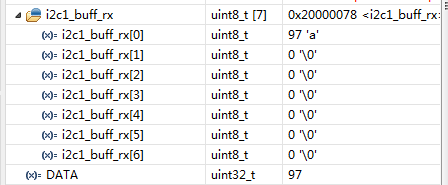 i2c1_buff_rx uint8_t [7] 0x20000078 <i2c1_buff_rx>
(x)= i2c1_buff_rx[0] uint8_t 97 'a'
(x)= i2c1_buff_rx[1] uint8_t 0 '\0'
(x)= i2c1_buff_rx[2] uint8_t 0 '\0'
(x)= i2c1_buff_rx[3] uint8_t 0 '\0'
(x)= i2c1_buff_rx[4] uint8_t 0 '\0'
(x)= i2c1_buff_rx[5] uint8_t 0 '\0'
(x)= i2c1_buff_rx[6] uint8_t 0 '\0'
(x)= DATA uint32_t 97